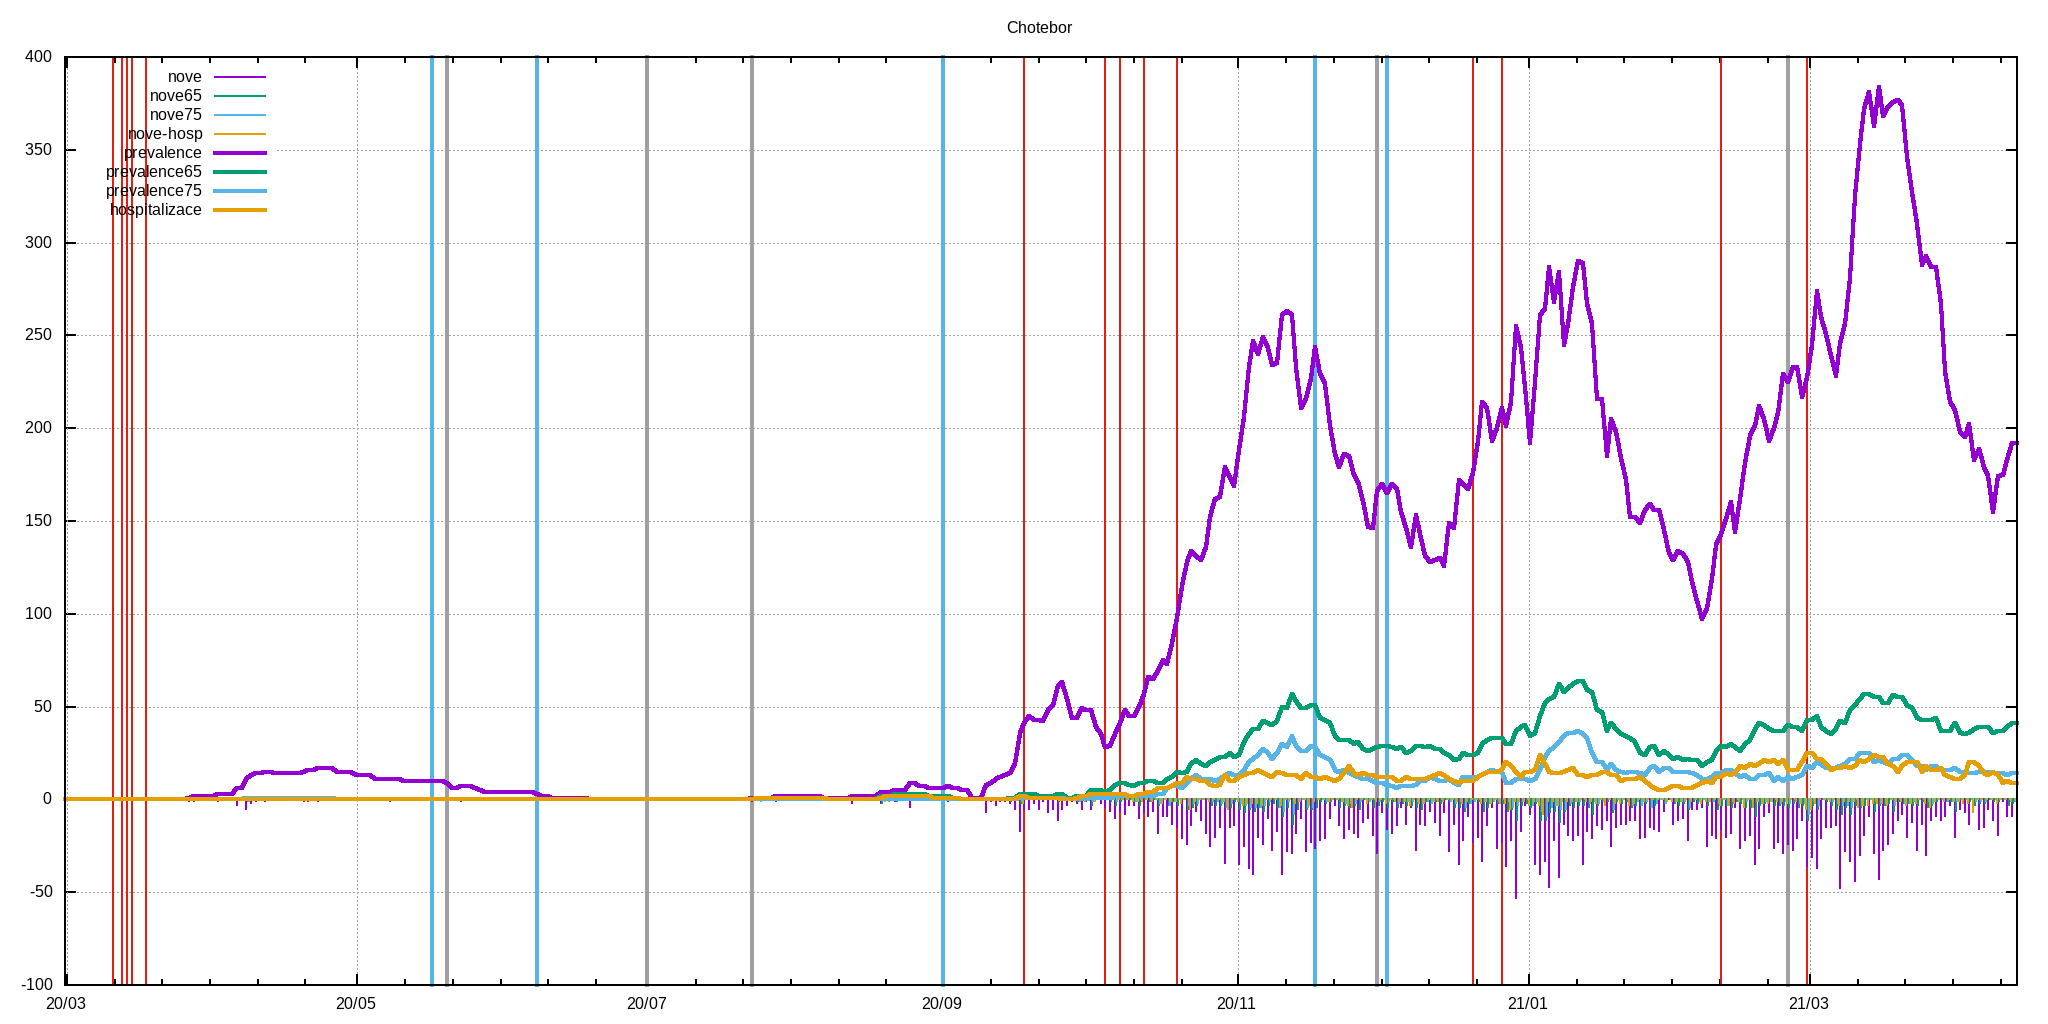 Chotebor
400
350
300
250
200
150
100
50
0
-50
-100
nove
nove65
nove75
nove-hosp
prevalence
prevalence65
prevalence75
hospitalizace
20/03 20/05 20/07 20/09 20/11 21/01 21/03